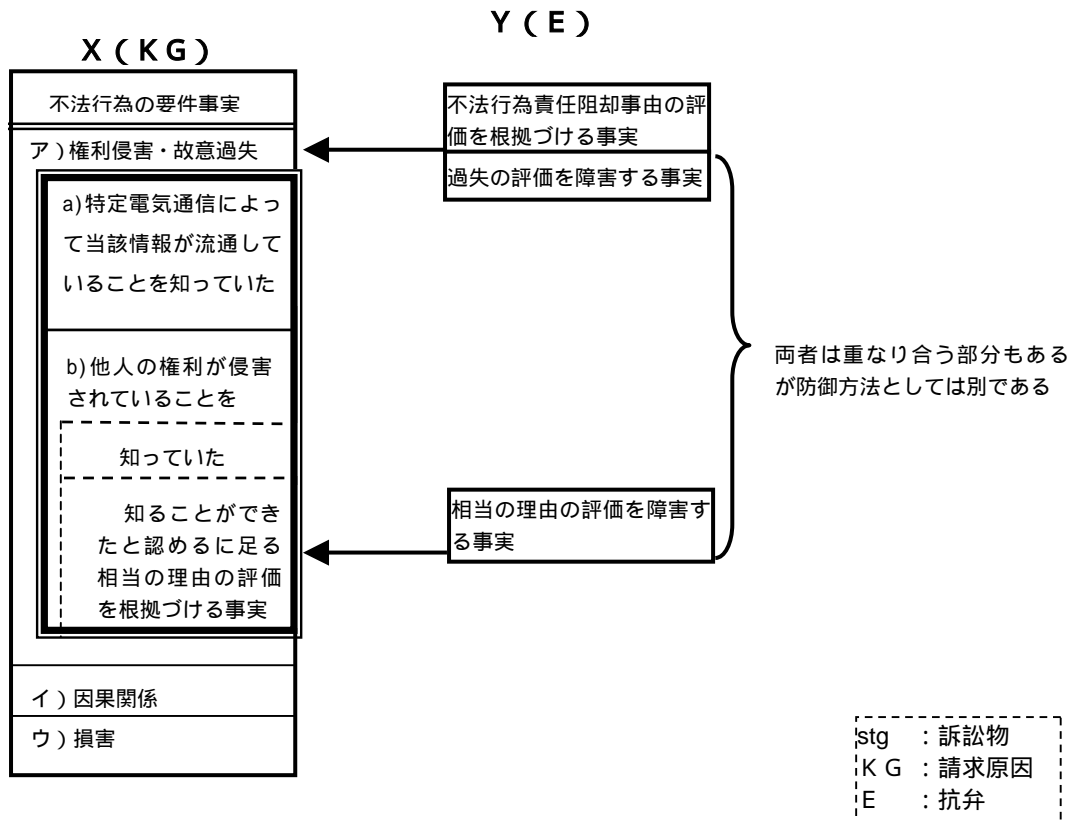 X(KG)
不法行為の要件事実
ア)権利侵害・故意過失
a)特定電気通信によっ
て当該情報が流通して
いることを知っていた
b)他人の権利が侵害
されていることを
知っていた
知ることができ
たと認めるに足る
相当の理由の評価
を根拠づける事実
イ)因果関係
ウ)損害
Y(E)
不法行為責任阻却事由の評
価を根拠づける事実
過失の評価を障害する事実
相当の理由の評価を障害す
る事実
両者は重なり合う部分もある
が防御方法としては別である
stg :訴訟物
KG :請求原因
E :抗弁